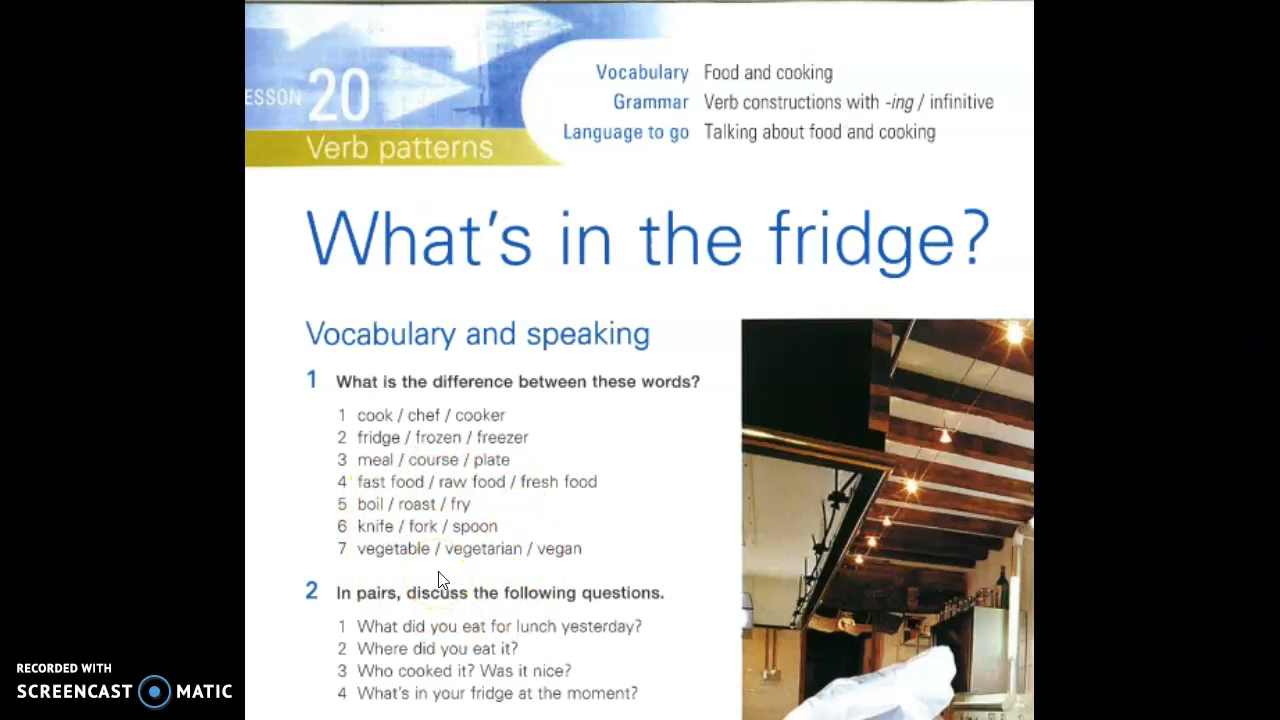 ESSON 20
Verb patterns
Vocabulary Food and cooking
Grammar Verb constructions with -ing / infinitive
Language to go Talking about food and cooking
What's in the fridge?
Vocabulary and speaking
1 What is the difference between these words?
1 cook / chef / cooker
2 fridge / frozen / freezer
3 meal / course / plate
4 fast food / raw food / fresh food
5 boil / roast / fry
6 knife / fork / spoon
7 vegetable / vegetarian / vegan
2 In pairs, discuss the following questions.
1 What did you eat for lunch yesterday?
2 Where did you eat it?
3 Who cooked it? Was it nice?
4 What's in your fridge at the moment?
RECORDED WITH
SCREENCAST MATIC